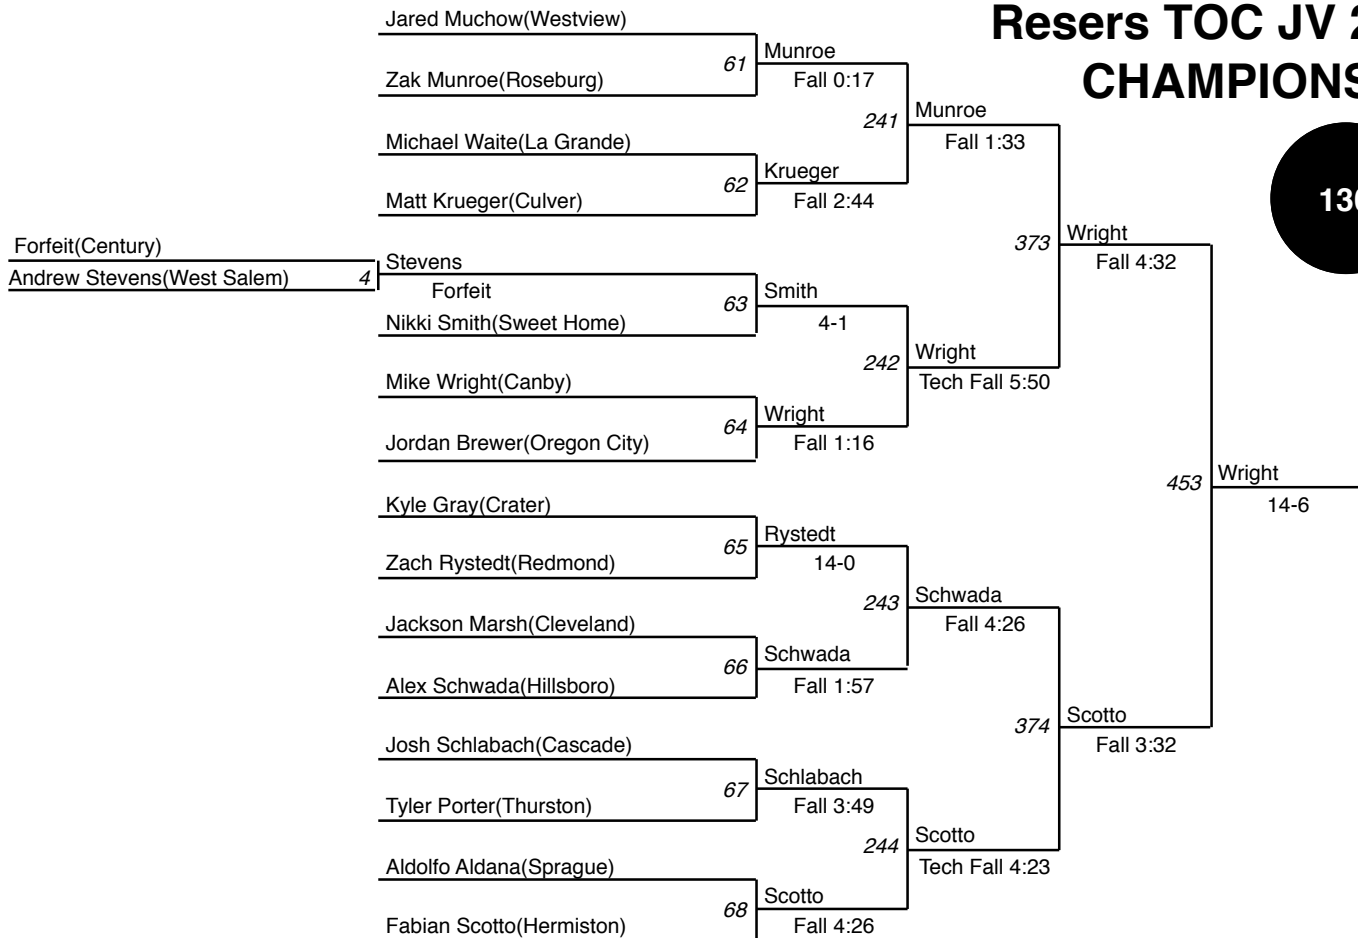 Resers TOC JV
CHAMPIONS
Jared Muchow(Westview)
61
Munroe
Fall 0:17
Zak Munroe(Roseburg)
241
Munroe
Fall 1:33
Michael Waite(La Grande)
62
Krueger
Fall 2:44
Matt Krueger(Culver)
373
Wright
Fall 4:32
Forfeit(Century)
Andrew Stevens(West Salem)
4
Stevens
Forfeit
63
Smith
4-1
Nikki Smith(Sweet Home)
242
Wright
Tech Fall 5:50
Mike Wright(Canby)
64
Wright
Fall 1:16
Jordan Brewer(Oregon City)
453
Wright
14-6
Kyle Gray(Crater)
65
Rystedt
14-0
Zach Rystedt(Redmond)
243
Schwada
Fall 4:26
Jackson Marsh(Cleveland)
66
Schwada
Fall 1:57
Alex Schwada(Hillsboro)
374
Scotto
Fall 3:32
Josh Schlabach(Cascade)
67
Schlabach
Fall 3:49
Tyler Porter(Thurston)
244
Scotto
Tech Fall 4:23
Aldolfo Aldana(Sprague)
68
Scotto
Fall 4:26
Fabian Scotto(Hermiston)